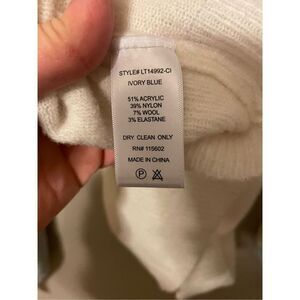 STYLE# LT14992-CI
IVORY BLUE
51% ACRYLIC
39% NYLON
7% WOOL
3% ELASTANE
DRY CLEAN ONLY
RN# 115602
MADE IN CHINA
P